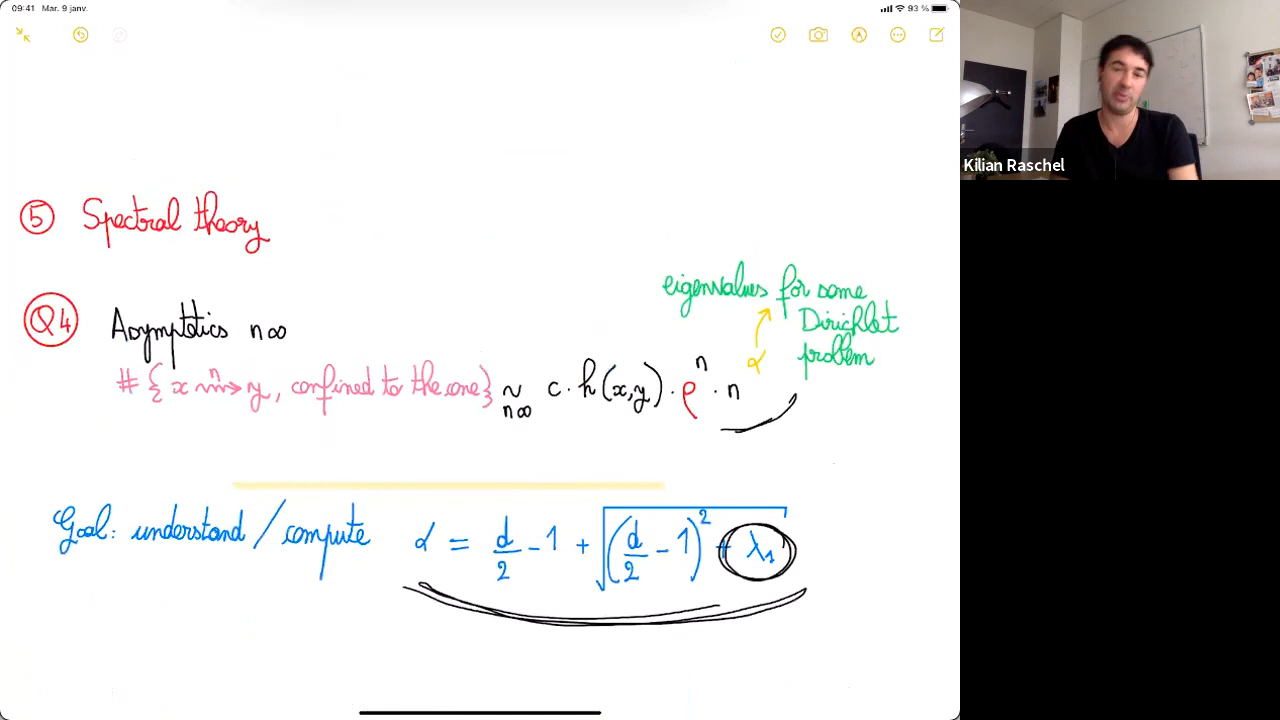 09:41 Mar. 9 janv.
93 %
⑤ Spectral theory
eigenvalues for some
Dirichlet
problem
Q4 Asymptotics n∞
# { x ⁿ⇝ y, confined to the cone } ~ n∞ c · h(x,y) · ρⁿ · n^α
Goal: understand / compute α = d/2 - 1 + √((d/2 - 1)² + λ₁)
Kilian Raschel